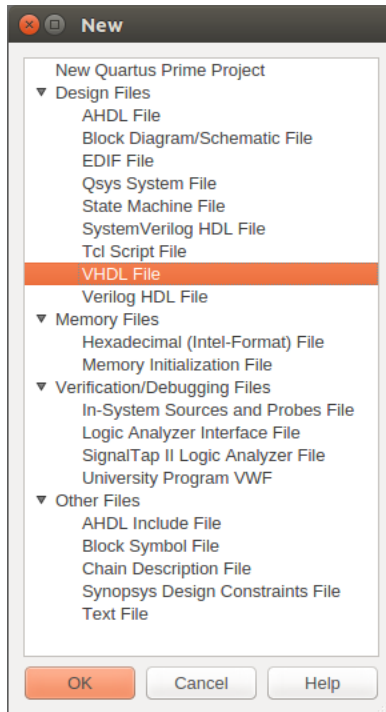 New
New Quartus Prime Project
Design Files
AHDL File
Block Diagram/Schematic File
EDIF File
Qsys System File
State Machine File
SystemVerilog HDL File
Tcl Script File
VHDL File
Verilog HDL File
Memory Files
Hexadecimal (Intel-Format) File
Memory Initialization File
Verification/Debugging Files
In-System Sources and Probes File
Logic Analyzer Interface File
SignalTap II Logic Analyzer File
University Program VWF
Other Files
AHDL Include File
Block Symbol File
Chain Description File
Synopsys Design Constraints File
Text File
OK Cancel Help